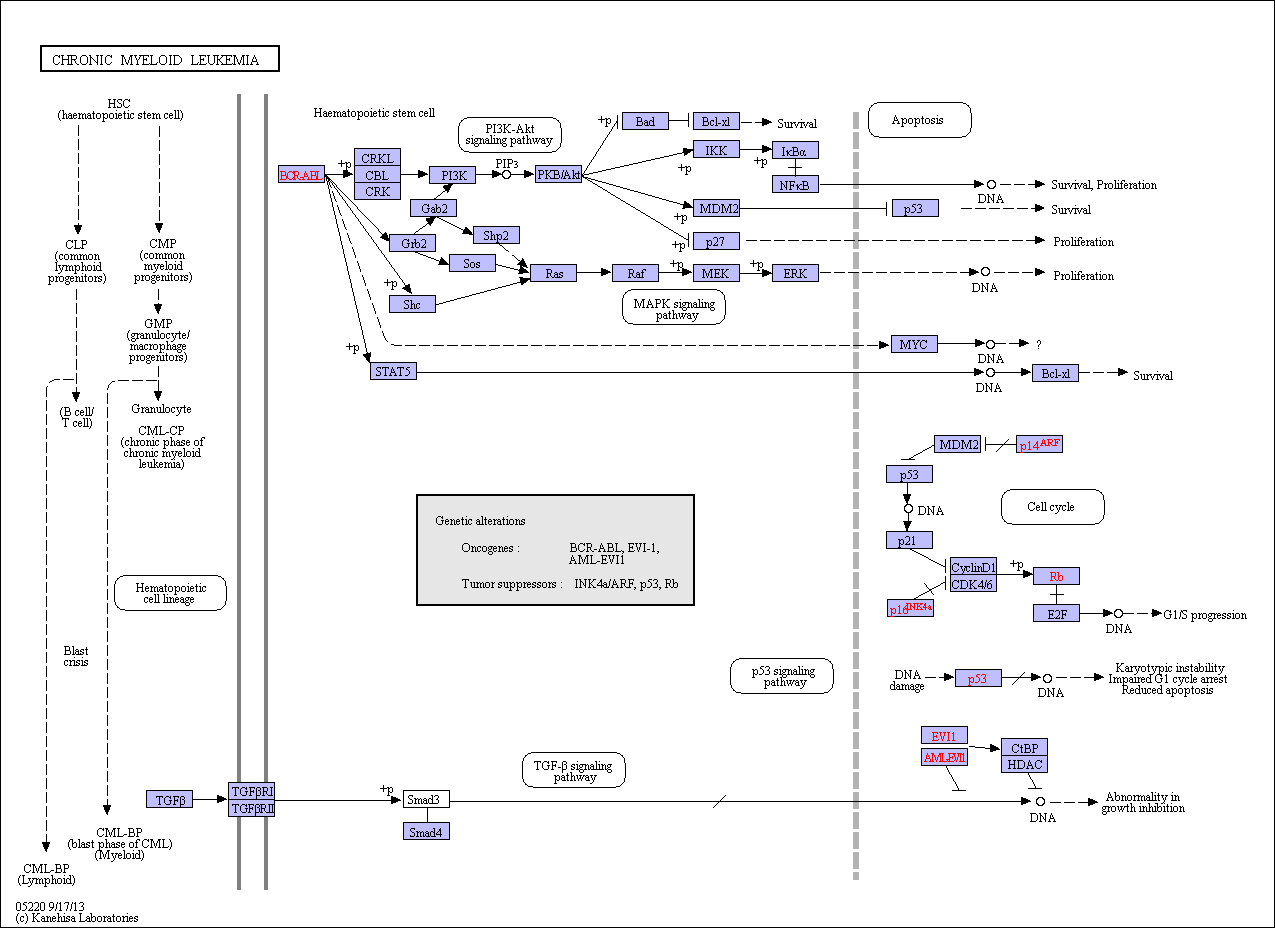 CHRONIC MYELOID LEUKEMIA
HSC
(haematopoietic stem cell)
CLP
(common
lymphoid
progenitors)
CMP
(common
myeloid
progenitors)
GMP
(granulocyte/
macrophage
progenitors)
(B cell/
T cell)
Granulocyte
CML-CP
(chronic phase of
chronic myeloid
leukemia)
Hematopoietic
cell lineage
Blast
crisis
CML-BP
(blast phase of CML)
(Myeloid)
CML-BP
(Lymphoid)
05220 9/17/13
(c) Kanehisa Laboratories
Haematopoietic stem cell
PI3K-Akt
signaling pathway
Apoptosis
BCR-ABL
+p
CRKL
CBL
CRK
PI3K
PIP3
PKB/Akt
+p
Bad
Bcl-xl
Survival
IKK
+p
+p
IκBα
NFκB
DNA
Survival, Proliferation
MDM2
+p
p53
Survival
p27
+p
Proliferation
Gab2
Grb2
Shp2
Sos
Ras
Raf
+p
MEK
+p
ERK
DNA
Proliferation
+p
Shc
MAPK signaling
pathway
MYC
DNA
?
+p
STAT5
DNA
Bcl-xl
Survival
MDM2
p14ARF
p53
DNA
Cell cycle
p21
CyclinD1
CDK4/6
+p
Rb
p16INK4a
E2F
DNA
G1/S progression
Genetic alterations
Oncogenes : BCR-ABL, EVI-1,
AML-EVI1
Tumor suppressors : INK4a/ARF, p53, Rb
p53 signaling
pathway
DNA
damage
p53
DNA
Karyotypic instability
Impaired G1 cycle arrest
Reduced apoptosis
EVI1
AML-EVI1
CtBP
HDAC
TGF-β signaling
pathway
TGFβ
TGFβRI
TGFβRII
+p
Smad3
Smad4
DNA
Abnormality in
growth inhibition